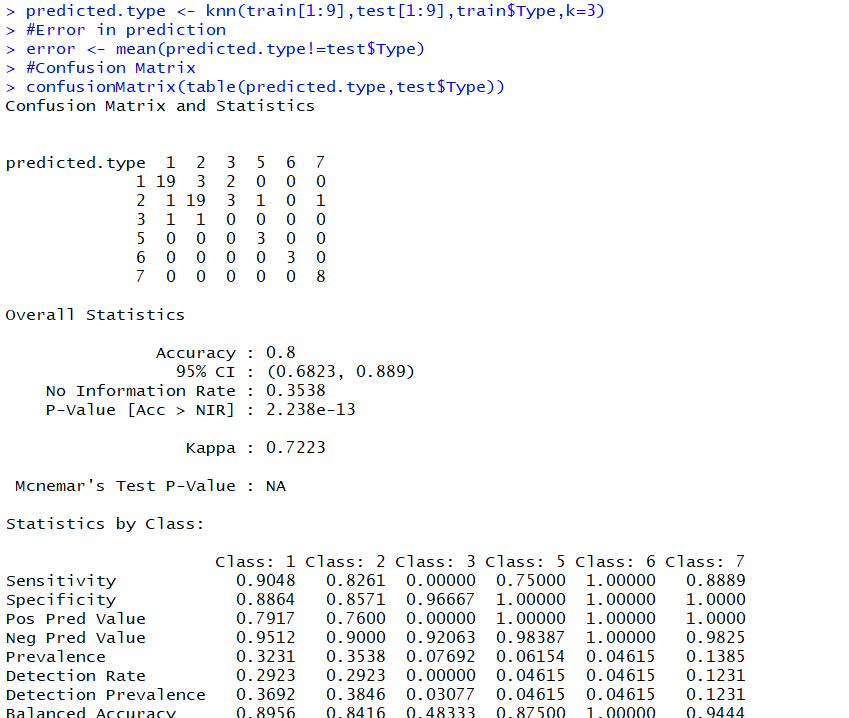 > predicted.type <- knn(train[1:9],test[1:9],train$Type,k=3)
> #Error in prediction
> error <- mean(predicted.type!=test$Type)
> #Confusion Matrix
> confusionMatrix(table(predicted.type,test$Type))
Confusion Matrix and Statistics
predicted.type  1  2  3  5  6  7
             1 19  3  2  0  0  0
             2  1 19  3  1  0  1
             3  1  1  0  0  0  0
             5  0  0  0  3  0  0
             6  0  0  0  0  3  0
             7  0  0  0  0  0  8
Overall Statistics
               Accuracy : 0.8
                 95% CI : (0.6823, 0.889)
    No Information Rate : 0.3538
    P-Value [Acc > NIR] : 2.238e-13
                  Kappa : 0.7223
 Mcnemar's Test P-Value : NA
Statistics by Class:
                     Class: 1 Class: 2 Class: 3 Class: 5 Class: 6 Class: 7
Sensitivity            0.9048   0.8261  0.00000  0.75000  1.00000   0.8889
Specificity            0.8864   0.8571  0.96667  1.00000  1.00000   1.0000
Pos Pred Value         0.7917   0.7600  0.00000  1.00000  1.00000   1.0000
Neg Pred Value         0.9512   0.9000  0.92063  0.98387  1.00000   0.9825
Prevalence             0.3231   0.3538  0.07692  0.06154  0.04615   0.1385
Detection Rate         0.2923   0.2923  0.00000  0.04615  0.04615   0.1231
Detection Prevalence   0.3692   0.3846  0.03077  0.04615  0.04615   0.1231
Balanced Accuracy      0.8956   0.8416  0.48333  0.87500  1.00000   0.9444